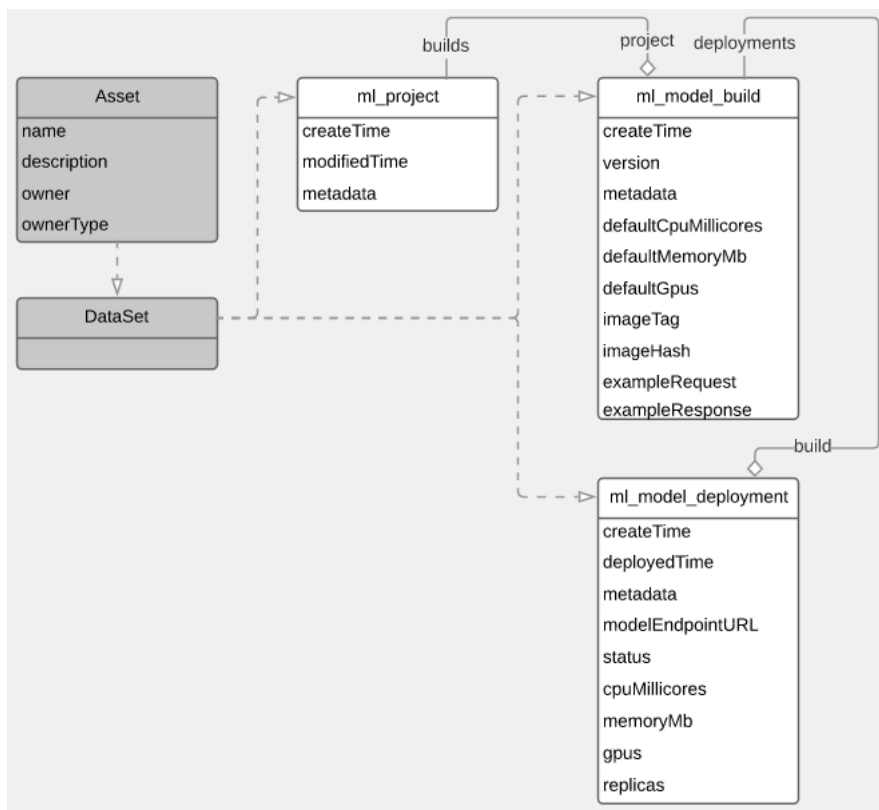 builds
project
deployments
Asset
name
description
owner
ownerType
DataSet
ml_project
createTime
modifiedTime
metadata
ml_model_build
createTime
version
metadata
defaultCpuMillicores
defaultMemoryMb
defaultGpus
imageTag
imageHash
exampleRequest
exampleResponse
build
ml_model_deployment
createTime
deployedTime
metadata
modelEndpointURL
status
cpuMillicores
memoryMb
gpus
replicas